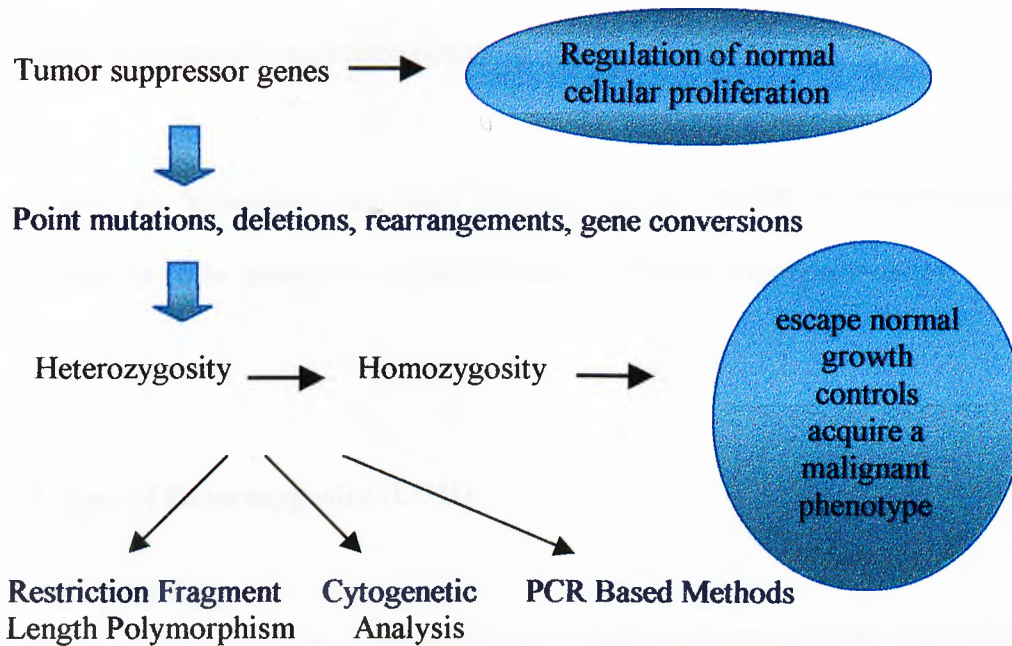 Tumor suppressor genes
Regulation of normal
cellular proliferation
Point mutations, deletions, rearrangements, gene conversions
Heterozygosity
Homozygosity
escape normal
growth
controls
acquire a
malignant
phenotype
Restriction Fragment
Length Polymorphism
Cytogenetic
Analysis
PCR Based Methods